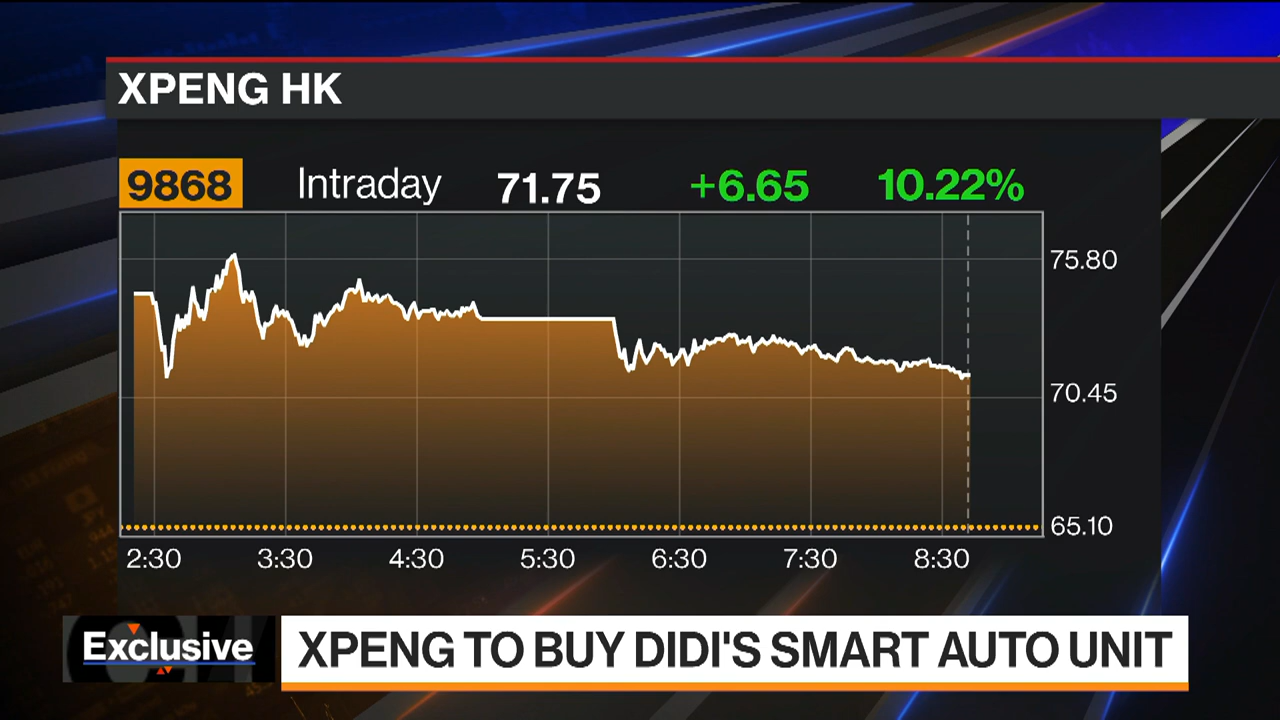 XPENG HK
9868 Intraday 71.75 +6.65 10.22%
75.80
70.45
65.10
2:30 3:30 4:30 5:30 6:30 7:30 8:30
Exclusive
XPENG TO BUY DIDI'S SMART AUTO UNIT